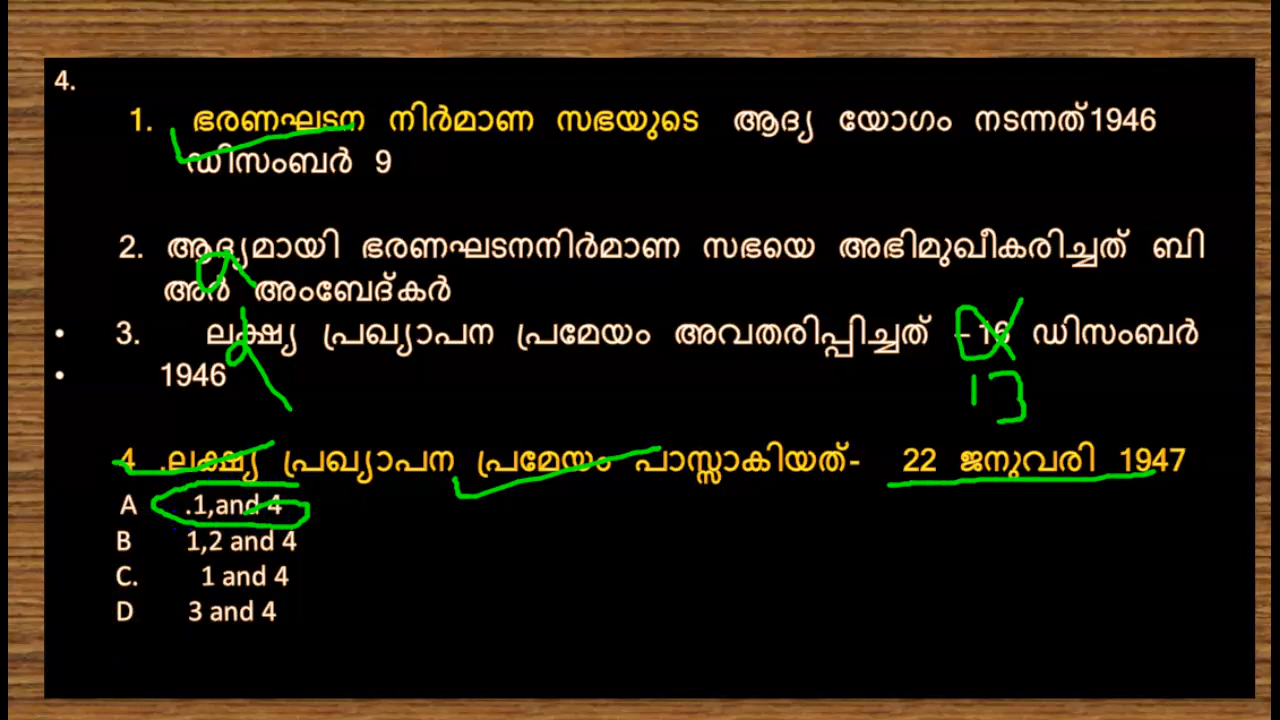 4.
1. ഭരണഘടന നിർമാണ സഭയുടെ ആദ്യ യോഗം നടന്നത് 1946
ഡിസംബർ 9
2. ആദ്യമായി ഭരണഘടനനിർമാണ സഭയെ അഭിമുഖീകരിച്ചത് ബി
അർ അംബേദ്കർ
• 3. ലക്ഷ്യ പ്രഖ്യാപന പ്രമേയം അവതരിപ്പിച്ചത് - ഡിസംബർ
• 1946
13
4 .ലക്ഷ്യ പ്രഖ്യാപന പ്രമേയം പാസ്സാകിയത്- 22 ജനുവരി 1947
A .1,and 4
B 1,2 and 4
C. 1 and 4
D 3 and 4